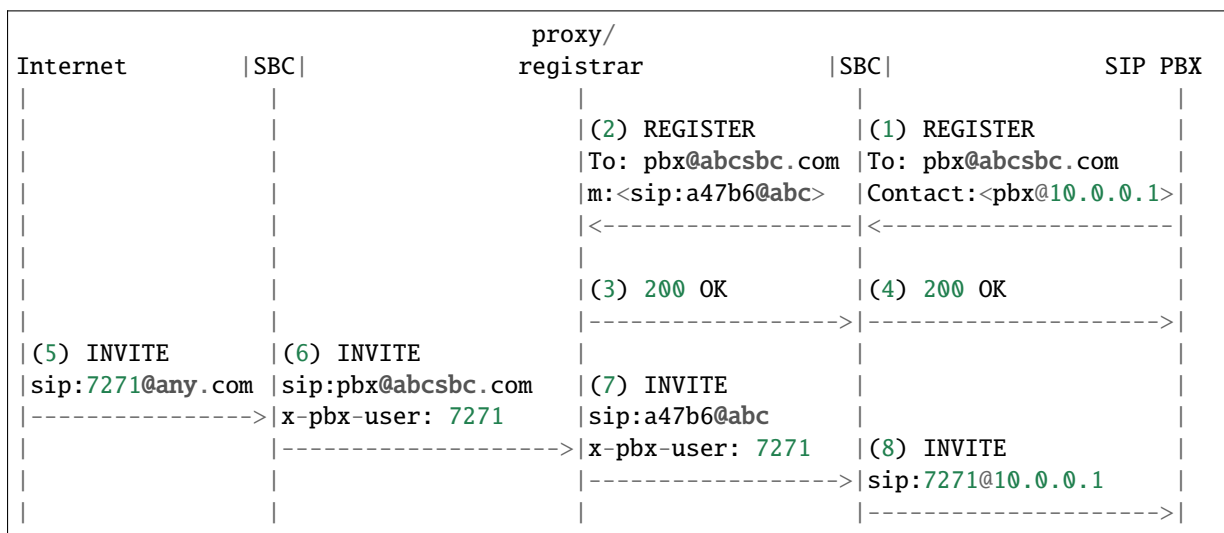 proxy/
Internet       |SBC|            registrar            |SBC|            SIP PBX
|               |                   |                 |                    |
|               |                   |(2) REGISTER     |(1) REGISTER        |
|               |                   |To: pbx@abcsbc.com |To: pbx@abcsbc.com  |
|               |                   |m:<sip:a47b6@abc>  |Contact:<pbx@10.0.0.1>|
|               |                   |<------------------|<---------------------|
|               |                   |                 |                    |
|               |                   |(3) 200 OK       |(4) 200 OK          |
|               |                   |------------------>|--------------------->|
|(5) INVITE     |(6) INVITE         |                 |                    |
|sip:7271@any.com |sip:pbx@abcsbc.com   |(7) INVITE       |                    |
|---------------->|x-pbx-user: 7271     |sip:a47b6@abc    |                    |
|               |-------------------->|x-pbx-user: 7271   |(8) INVITE          |
|               |                   |------------------>|sip:7271@10.0.0.1     |
|               |                   |                 |--------------------->|